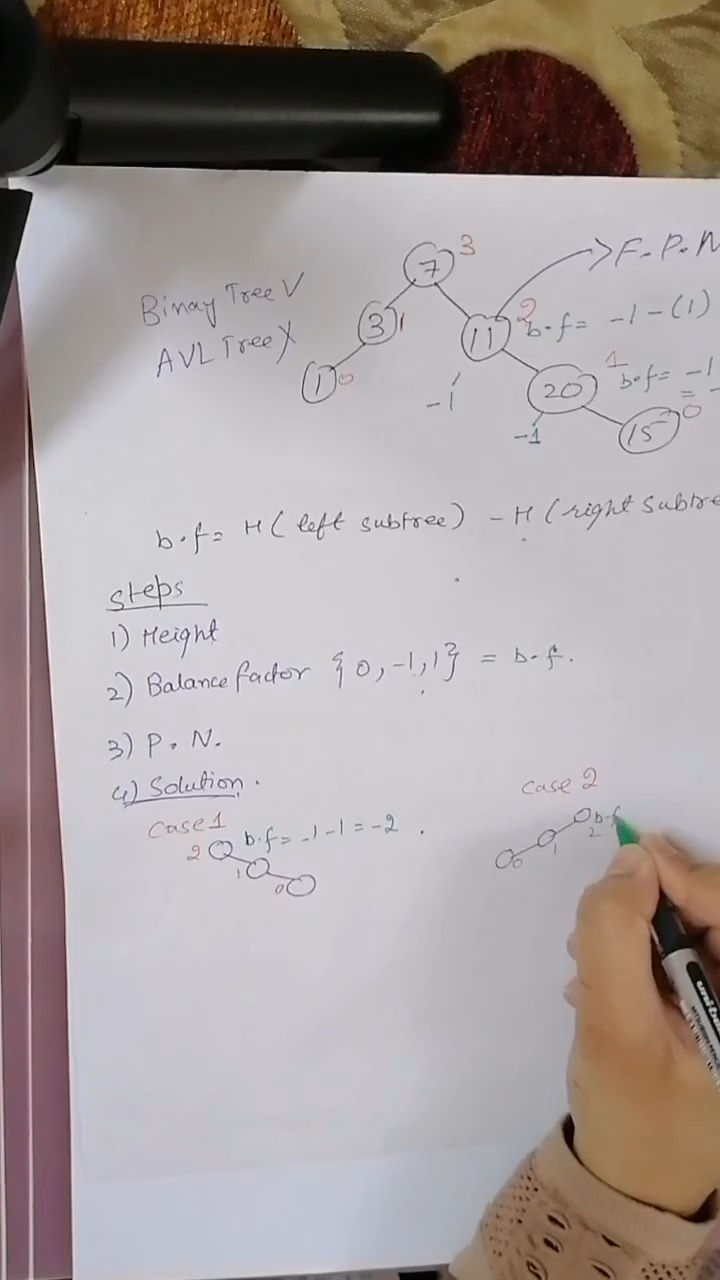 7 3
F.P.N
Binay Tree V
3 1
11 2 b.f= -1-(1)
AVL Tree X
1 0
20 1 b.f= -1
= -
-1
-1
15 0
b.f= H(left subtree) - H(right subtre
steps
1) Height
2) Balance factor {0,-1,1} = b.f.
3) P.N.
4) Solution.
Case 2
Case 1
b.f= -1-1=-2 .
2
1
0
b.f
2
1
0
uni